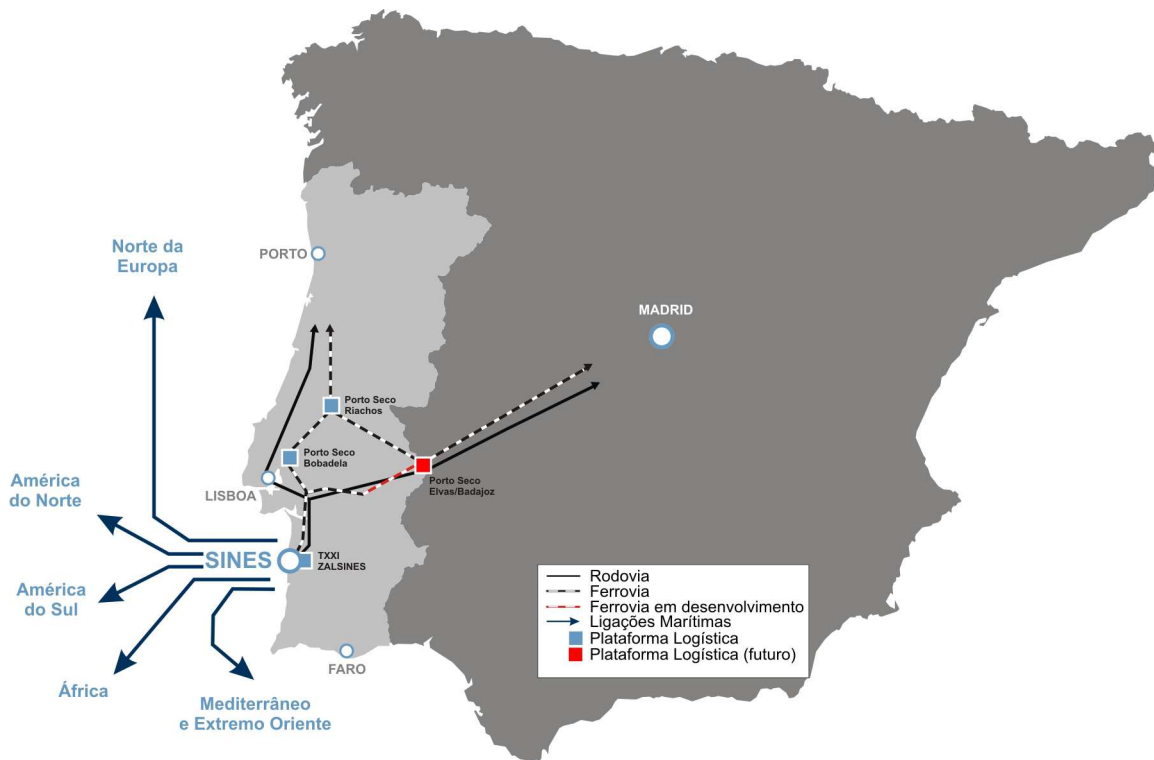 Norte da
Europa
PORTO
MADRID
Porto Seco
Riachos
Porto Seco
Bobadela
Porto Seco
Elvas/Badajoz
América
do Norte
LISBOA
SINES
TXXI
ZALSINES
América
do Sul
África
FARO
Mediterrâneo
e Extremo Oriente
Rodovia
Ferrovia
Ferrovia em desenvolvimento
Ligações Marítimas
Plataforma Logística
Plataforma Logística (futuro)